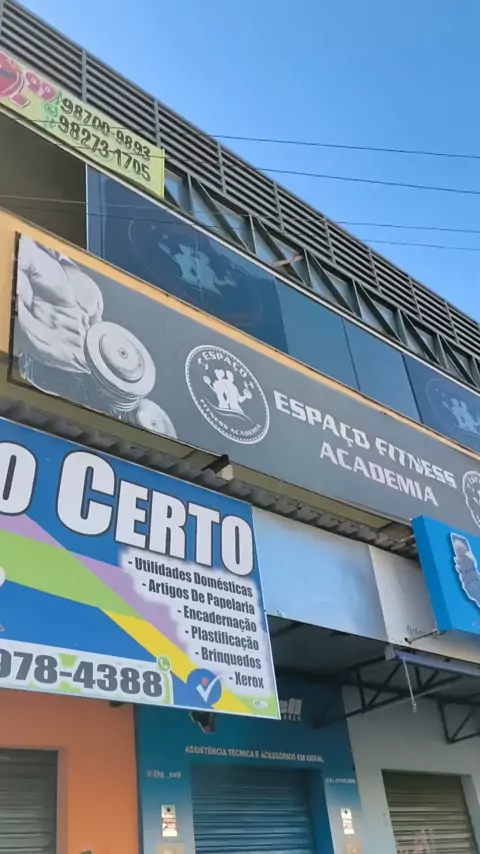 98700-9893
98273-1705
ESPAÇO
FITNESS ACADEMIA
ESPAÇO FITNESS
ACADEMIA
O CERTO
- Utilidades Domésticas
- Artigos De Papelaria
- Encadernação
- Plastificação
- Brinquedos
- Xerox
978-4388
ell
ASSISTÊNCIA TÉCNICA E ACESSÓRIOS EM GERAL